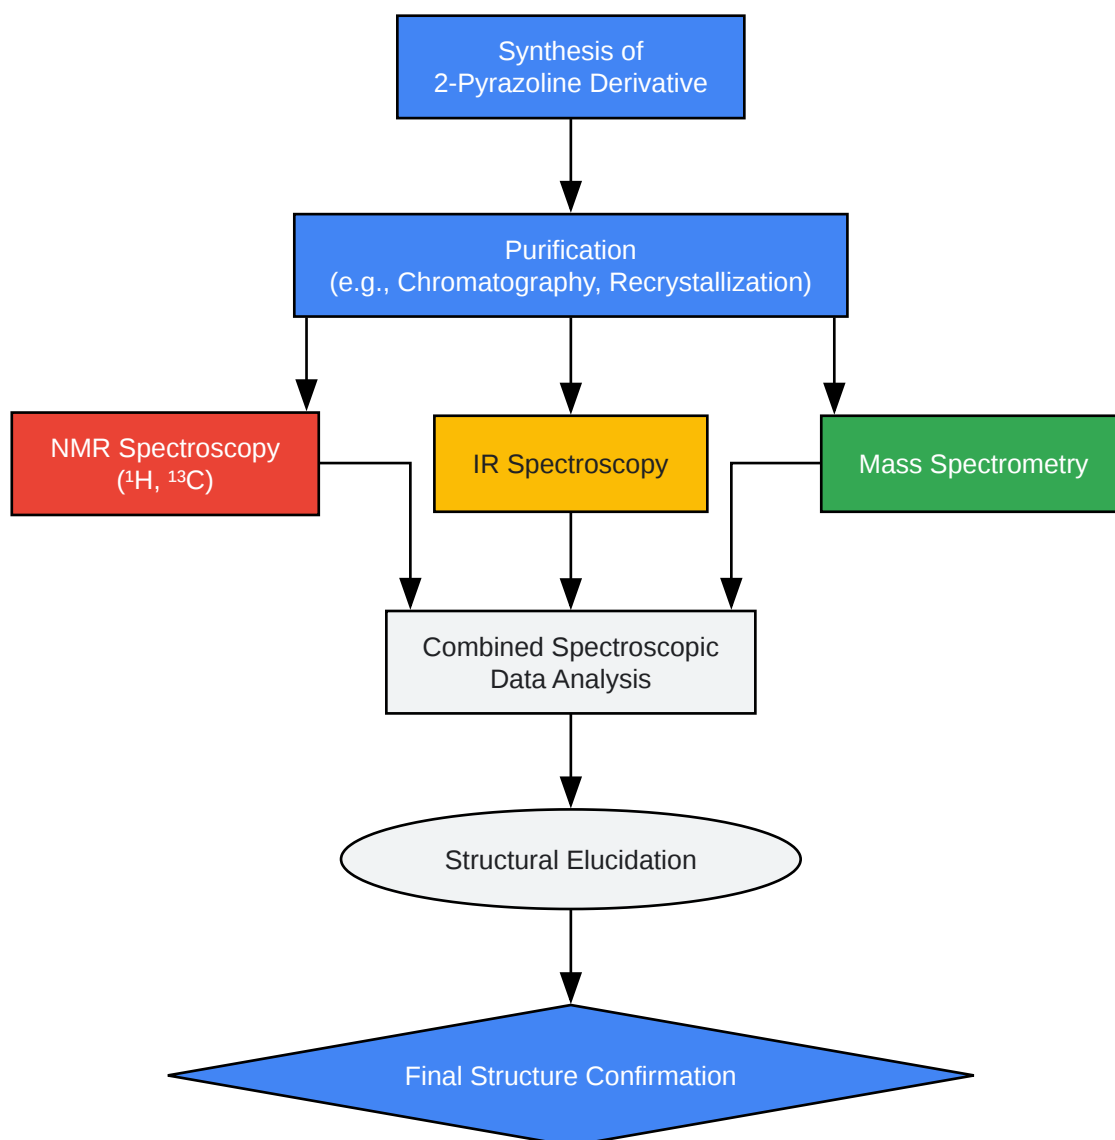 Synthesis of
2-Pyrazoline Derivative
Purification
(e.g., Chromatography, Recrystallization)
NMR Spectroscopy
(¹H, ¹³C)
IR Spectroscopy
Mass Spectrometry
Combined Spectroscopic
Data Analysis
Structural Elucidation
Final Structure Confirmation